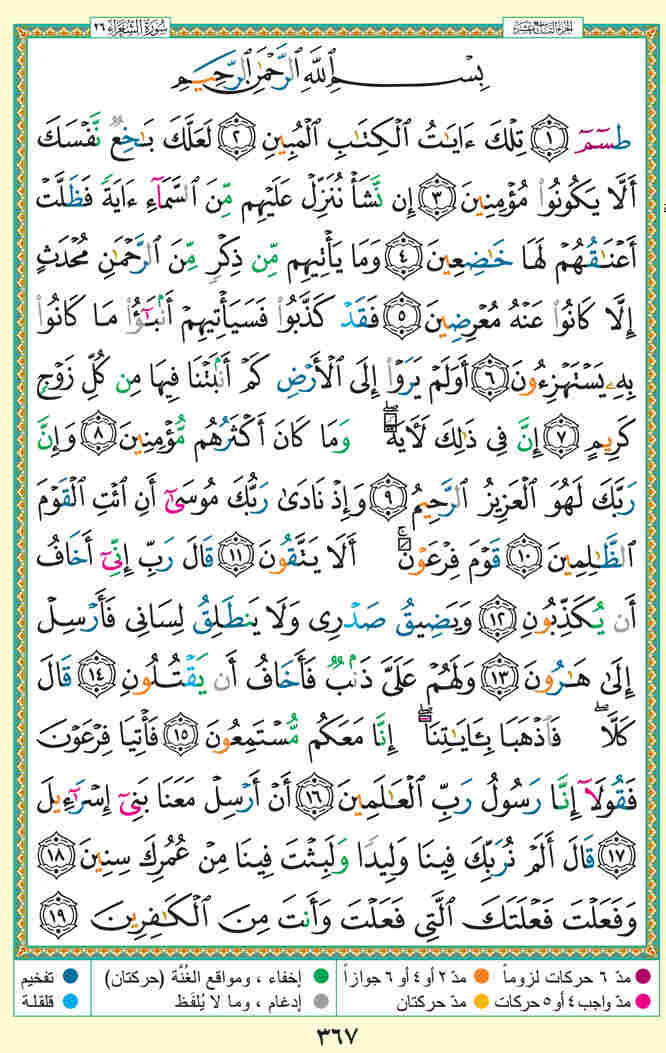 سُورَةُ الشُّعَرَاءِ ٢٦
بِسْمِ ٱللَّهِ ٱلرَّحْمَٰنِ ٱلرَّحِيمِ
طسٓمٓ ١ تِلْكَ ءَايَٰتُ ٱلْكِتَٰبِ ٱلْمُبِينِ ٢ لَعَلَّكَ بَٰخِعٌ نَّفْسَكَ
أَلَّا يَكُونُوا۟ مُؤْمِنِينَ ٣ إِن نَّشَأْ نُنَزِّلْ عَلَيْهِم مِّنَ ٱلسَّمَآءِ ءَايَةً فَظَلَّتْ
أَعْنَٰقُهُمْ لَهَا خَٰضِعِينَ ٤ وَمَا يَأْتِيهِم مِّن ذِكْرٍ مِّنَ ٱلرَّحْمَٰنِ مُحْدَثٍ
إِلَّا كَانُوا۟ عَنْهُ مُعْرِضِينَ ٥ فَقَدْ كَذَّبُوا۟ فَسَيَأْتِيهِمْ أَنۢبَٰٓؤُا۟ مَا كَانُوا۟
بِهِۦ يَسْتَهْزِءُونَ ٦ أَوَلَمْ يَرَوْا۟ إِلَى ٱلْأَرْضِ كَمْ أَنۢبَتْنَا فِيهَا مِن كُلِّ زَوْجٍ
كَرِيمٍ ٧ إِنَّ فِى ذَٰلِكَ لَءَايَةً ۖ وَمَا كَانَ أَكْثَرُهُم مُّؤْمِنِينَ ٨ وَإِنَّ
رَبَّكَ لَهُوَ ٱلْعَزِيزُ ٱلرَّحِيمُ ٩ وَإِذْ نَادَىٰ رَبُّكَ مُوسَىٰٓ أَنِ ٱئْتِ ٱلْقَوْمَ
ٱلظَّٰلِمِينَ ١٠ قَوْمَ فِرْعَوْنَ ۚ أَلَا يَتَّقُونَ ١١ قَالَ رَبِّ إِنِّىٓ أَخَافُ
أَن يُكَذِّبُونِ ١٢ وَيَضِيقُ صَدْرِى وَلَا يَنطَلِقُ لِسَانِى فَأَرْسِلْ
إِلَىٰ هَٰرُونَ ١٣ وَلَهُمْ عَلَىَّ ذَنۢبٌ فَأَخَافُ أَن يَقْتُلُونِ ١٤ قَالَ
كَلَّا ۖ فَٱذْهَبَا بِـَٔايَٰتِنَآ ۖ إِنَّا مَعَكُم مُّسْتَمِعُونَ ١٥ فَأْتِيَا فِرْعَوْنَ
فَقُولَآ إِنَّا رَسُولُ رَبِّ ٱلْعَٰلَمِينَ ١٦ أَنْ أَرْسِلْ مَعَنَا بَنِىٓ إِسْرَٰٓءِيلَ
١٧ قَالَ أَلَمْ نُرَبِّكَ فِينَا وَلِيدًا وَلَبِثْتَ فِينَا مِنْ عُمُرِكَ سِنِينَ ١٨
وَفَعَلْتَ فَعْلَتَكَ ٱلَّتِى فَعَلْتَ وَأَنتَ مِنَ ٱلْكَٰفِرِينَ ١٩
مدّ ٦ حركات لزوماً مدّ ٢ أو ٤ أو ٦ جوازاً إخفاء ، ومواقع الغُنَّة (حركتان) تفخيم
مدّ واجب ٤ أو ٥ حركات مدّ حركتان إدغام ، وما لا يُلفَظ قلقلة
٣٦٧